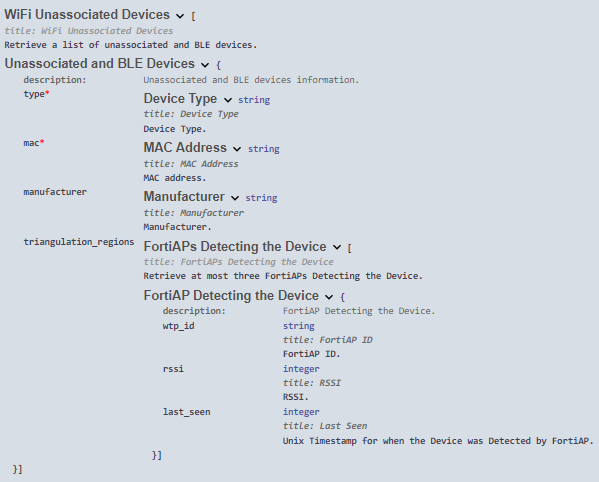 WiFi Unassociated Devices [
title: WiFi Unassociated Devices
Retrieve a list of unassociated and BLE devices.
Unassociated and BLE Devices {
description: Unassociated and BLE devices information.
type* Device Type string
title: Device Type
Device Type.
mac* MAC Address string
title: MAC Address
MAC address.
manufacturer Manufacturer string
title: Manufacturer
Manufacturer.
triangulation_regions FortiAPs Detecting the Device [
title: FortiAPs Detecting the Device
Retrieve at most three FortiAPs Detecting the Device.
FortiAP Detecting the Device {
description: FortiAP Detecting the Device.
wtp_id string
title: FortiAP ID
FortiAP ID.
rssi integer
title: RSSI
RSSI.
last_seen integer
title: Last Seen
Unix Timestamp for when the Device was Detected by FortiAP.
}]
}]